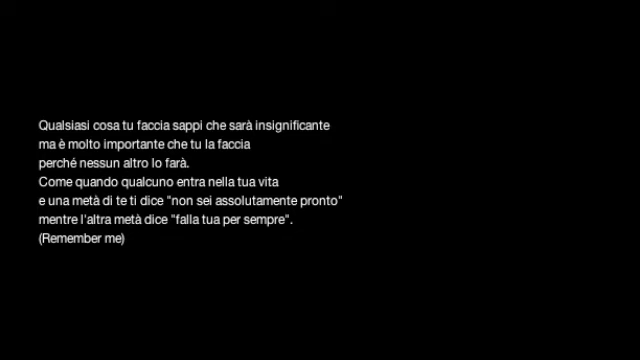 Qualsiasi cosa tu faccia sappi che sarà insignificante
ma è molto importante che tu la faccia
perché nessun altro lo farà.
Come quando qualcuno entra nella tua vita
e una metà di te ti dice "non sei assolutamente pronto"
mentre l'altra metà dice "falla tua per sempre".
(Remember me)